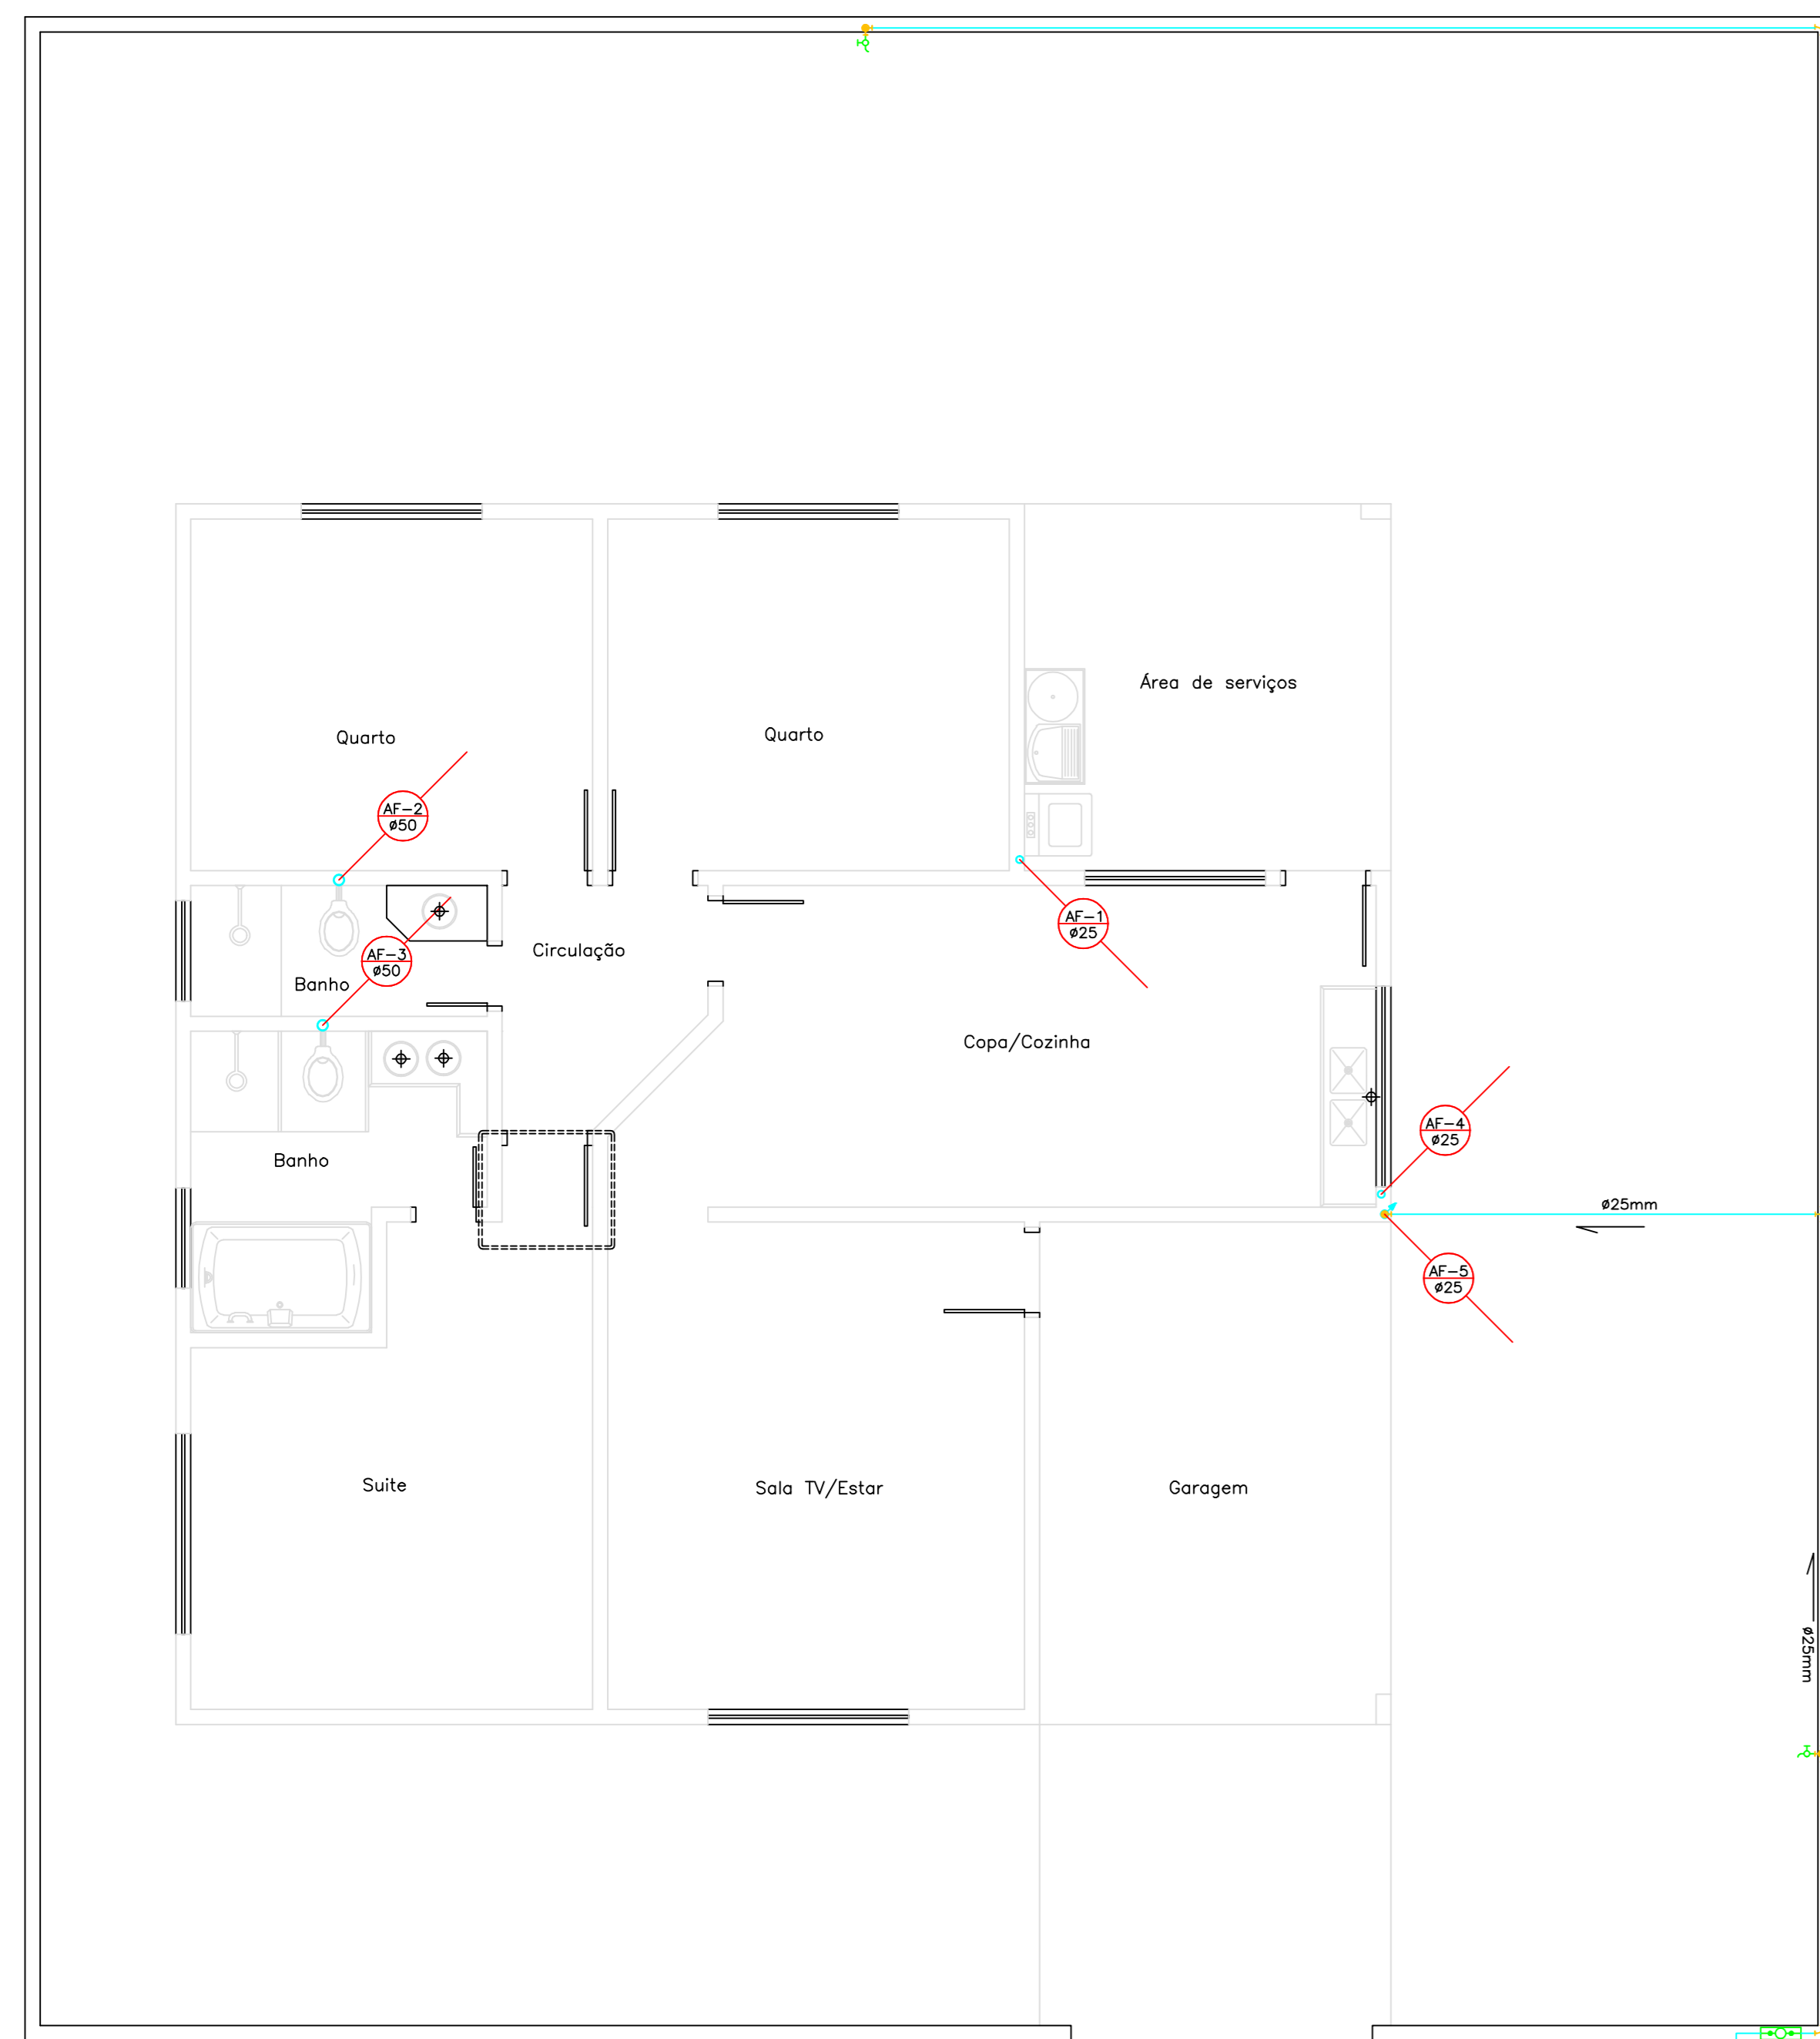 Área de serviços
Quarto
Quarto
AF-2
ø50
AF-1
ø25
AF-3
ø50
Circulação
Banho
Copa/Cozinha
AF-4
ø25
Banho
ø25mm
AF-5
ø25
Suite
Sala TV/Estar
Garagem
ø25mm